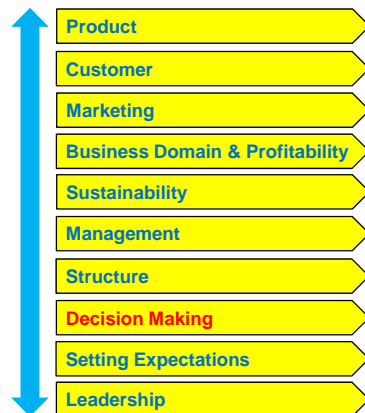 Product
Customer
Marketing
Business Domain & Profitability
Sustainability
Management
Structure
Decision Making
Setting Expectations
Leadership